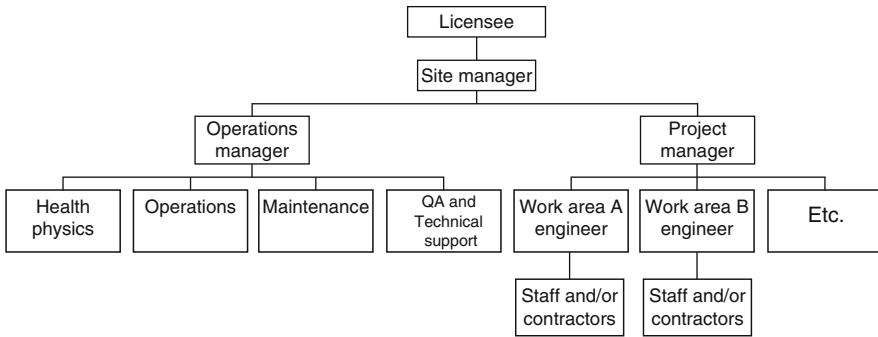 Licensee
Site manager
Operations
manager
Project
manager
Health
physics
Operations
Maintenance
QA and
Technical
support
Work area A
engineer
Work area B
engineer
Etc.
Staff and/or
contractors
Staff and/or
contractors